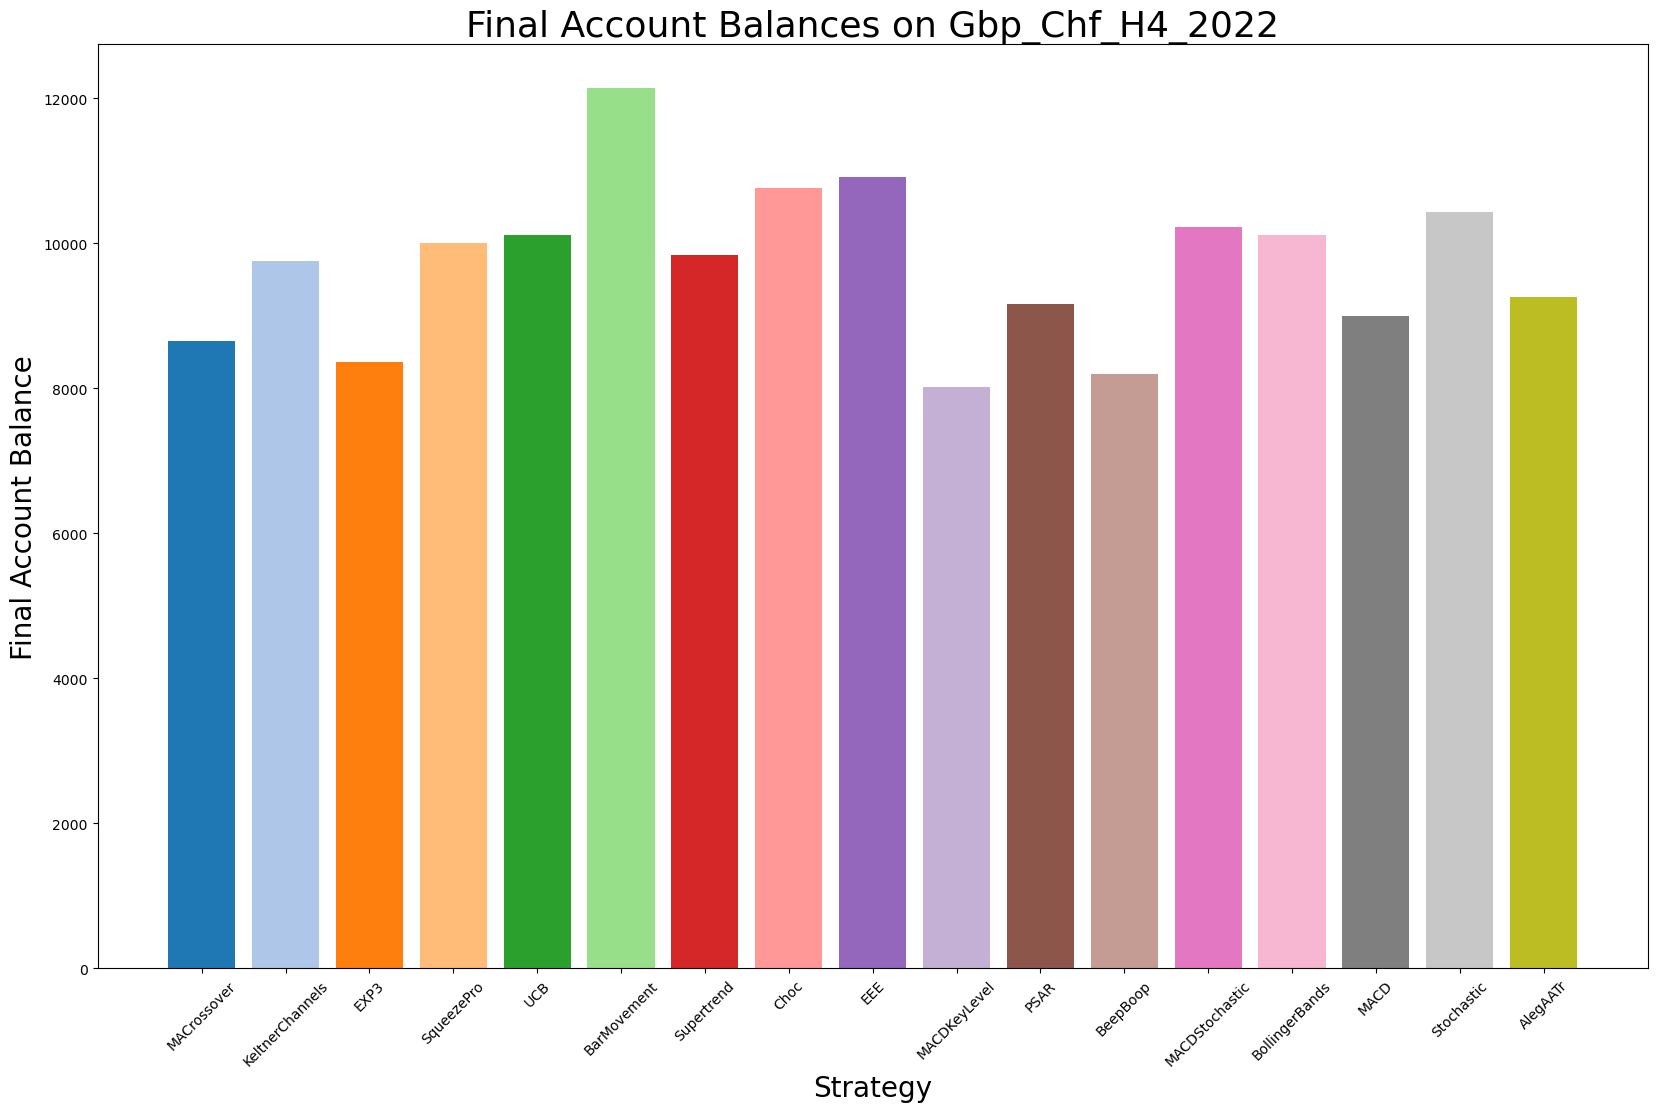 Final Account Balances on Gbp_Chf_H4_2022
Final Account Balance
12000
10000
8000
6000
4000
2000
0
MACrossover
KeltnerChannels
EXP3
SqueezePro
UCB
BarMovement
Supertrend
Choc
EEE
MACDKeyLevel
PSAR
BeepBoop
MACDStochastic
BollingerBands
MACD
Stochastic
AlegAATr
Strategy